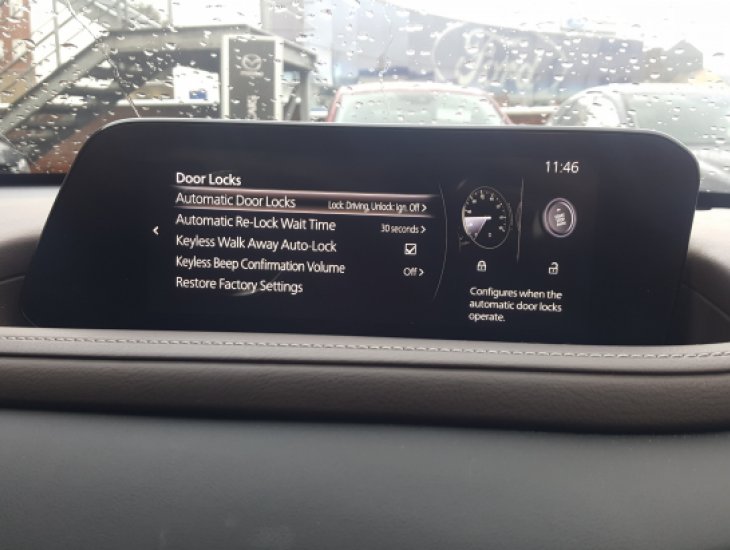 Ford
mazda
11:46
Door Locks
Automatic Door Locks Lock: Driving, Unlock: Ign. Off >
Automatic Re-Lock Wait Time 30 seconds >
Keyless Walk Away Auto-Lock
Keyless Beep Confirmation Volume Off >
Restore Factory Settings
Configures when the
automatic door locks
operate.